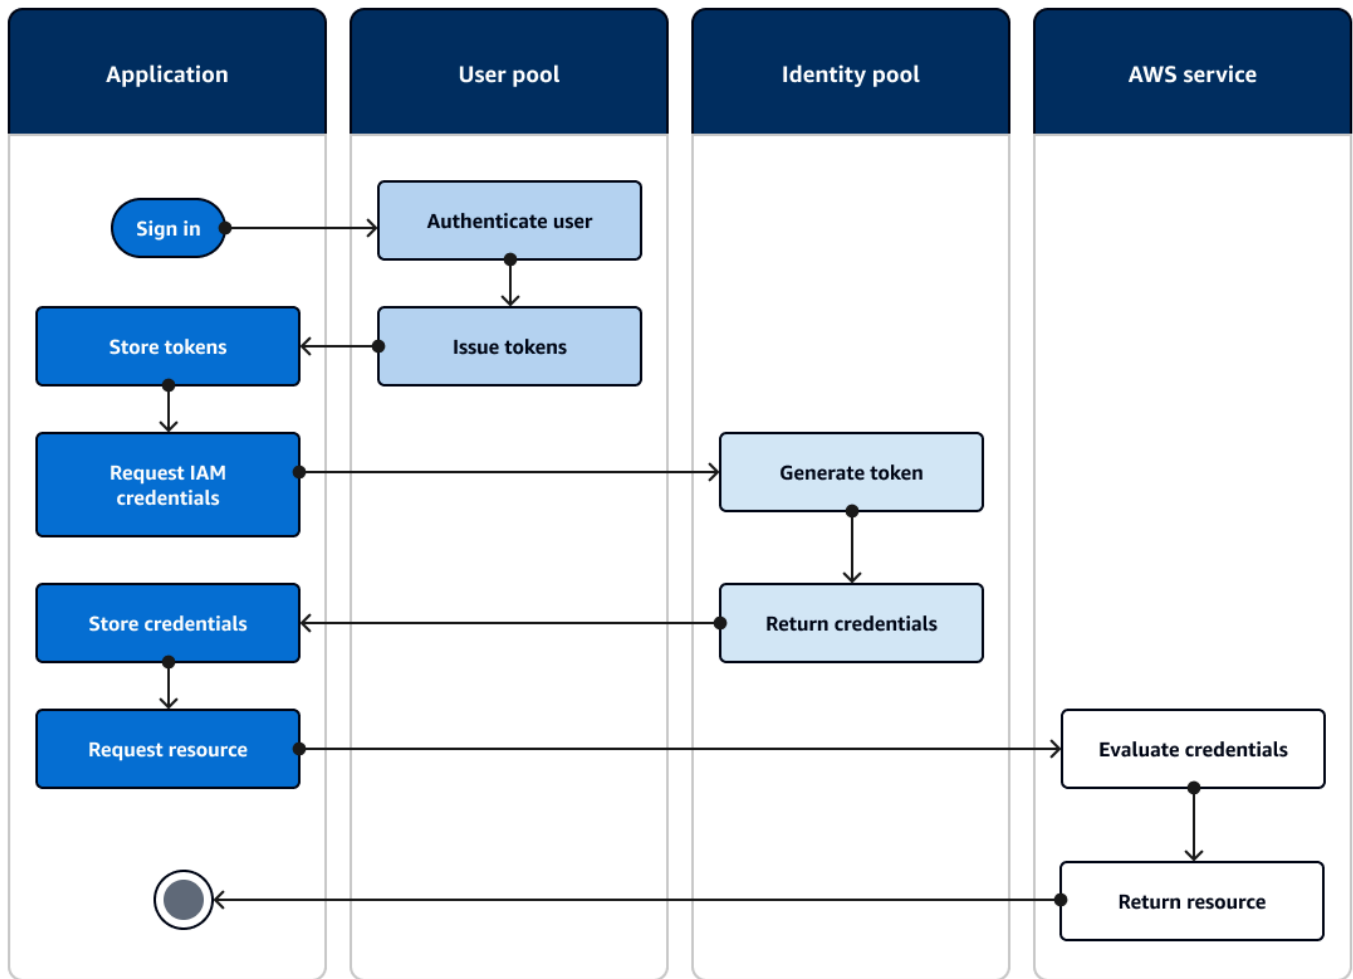 Application
User pool
Identity pool
AWS service
Sign in
Authenticate user
Store tokens
Issue tokens
Request IAM
credentials
Generate token
Store credentials
Return credentials
Request resource
Evaluate credentials
Return resource